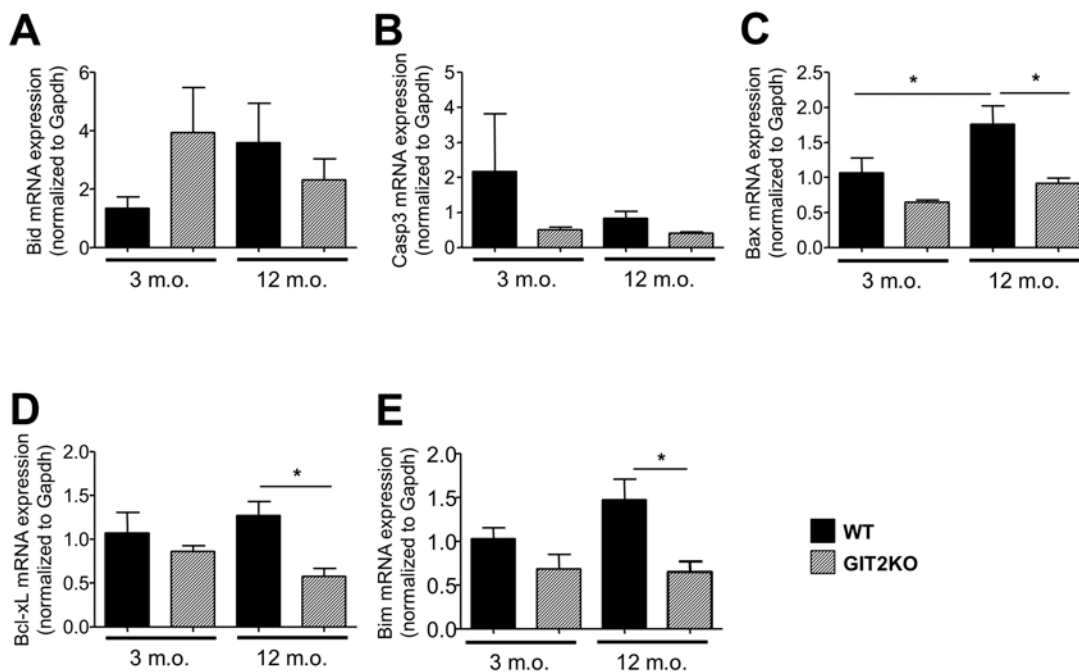 A
Bid mRNA expression
(normalized to Gapdh)
6
4
2
0
3 m.o.
12 m.o.
B
Casp3 mRNA expression
(normalized to Gapdh)
5
4
3
2
1
0
3 m.o.
12 m.o.
C
Bax mRNA expression
(normalized to Gapdh)
2.5
2.0
1.5
1.0
0.5
0.0
*
*
3 m.o.
12 m.o.
D
Bcl-xL mRNA expression
(normalized to Gapdh)
2.0
1.5
1.0
0.5
0.0
*
3 m.o.
12 m.o.
E
Bim mRNA expression
(normalized to Gapdh)
2.0
1.5
1.0
0.5
0.0
*
3 m.o.
12 m.o.
WT
GIT2KO